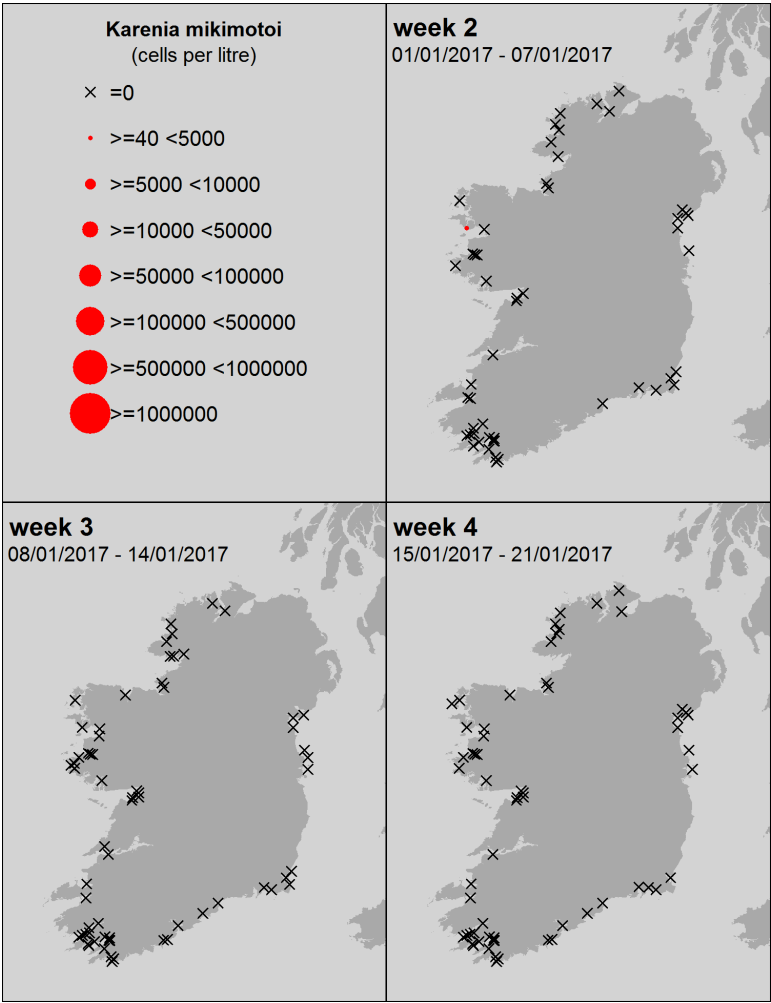 Karenia mikimotoi
(cells per litre)
=0
>=40 <5000
>=5000 <10000
>=10000 <50000
>=50000 <100000
>=100000 <500000
>=500000 <1000000
>=1000000
week 2
01/01/2017 - 07/01/2017
week 3
08/01/2017 - 14/01/2017
week 4
15/01/2017 - 21/01/2017